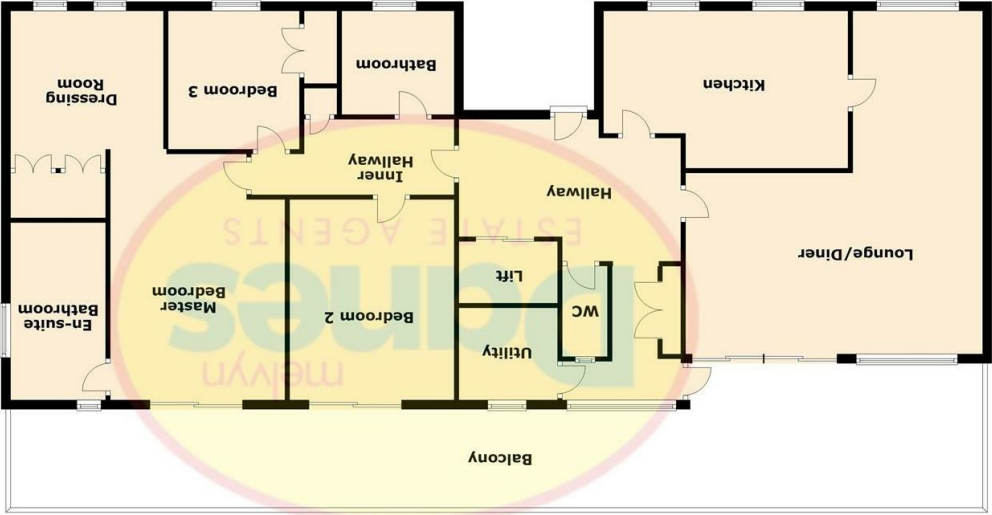 Balcony
En-suite
Bathroom
Master
Bedroom
Bedroom 2
Utility
WC
Lift
Lounge/Diner
Hallway
Inner
Hallway
Dressing
Room
Bedroom 3
Bathroom
Kitchen
melvyn
Danes
ESTATE AGENTS